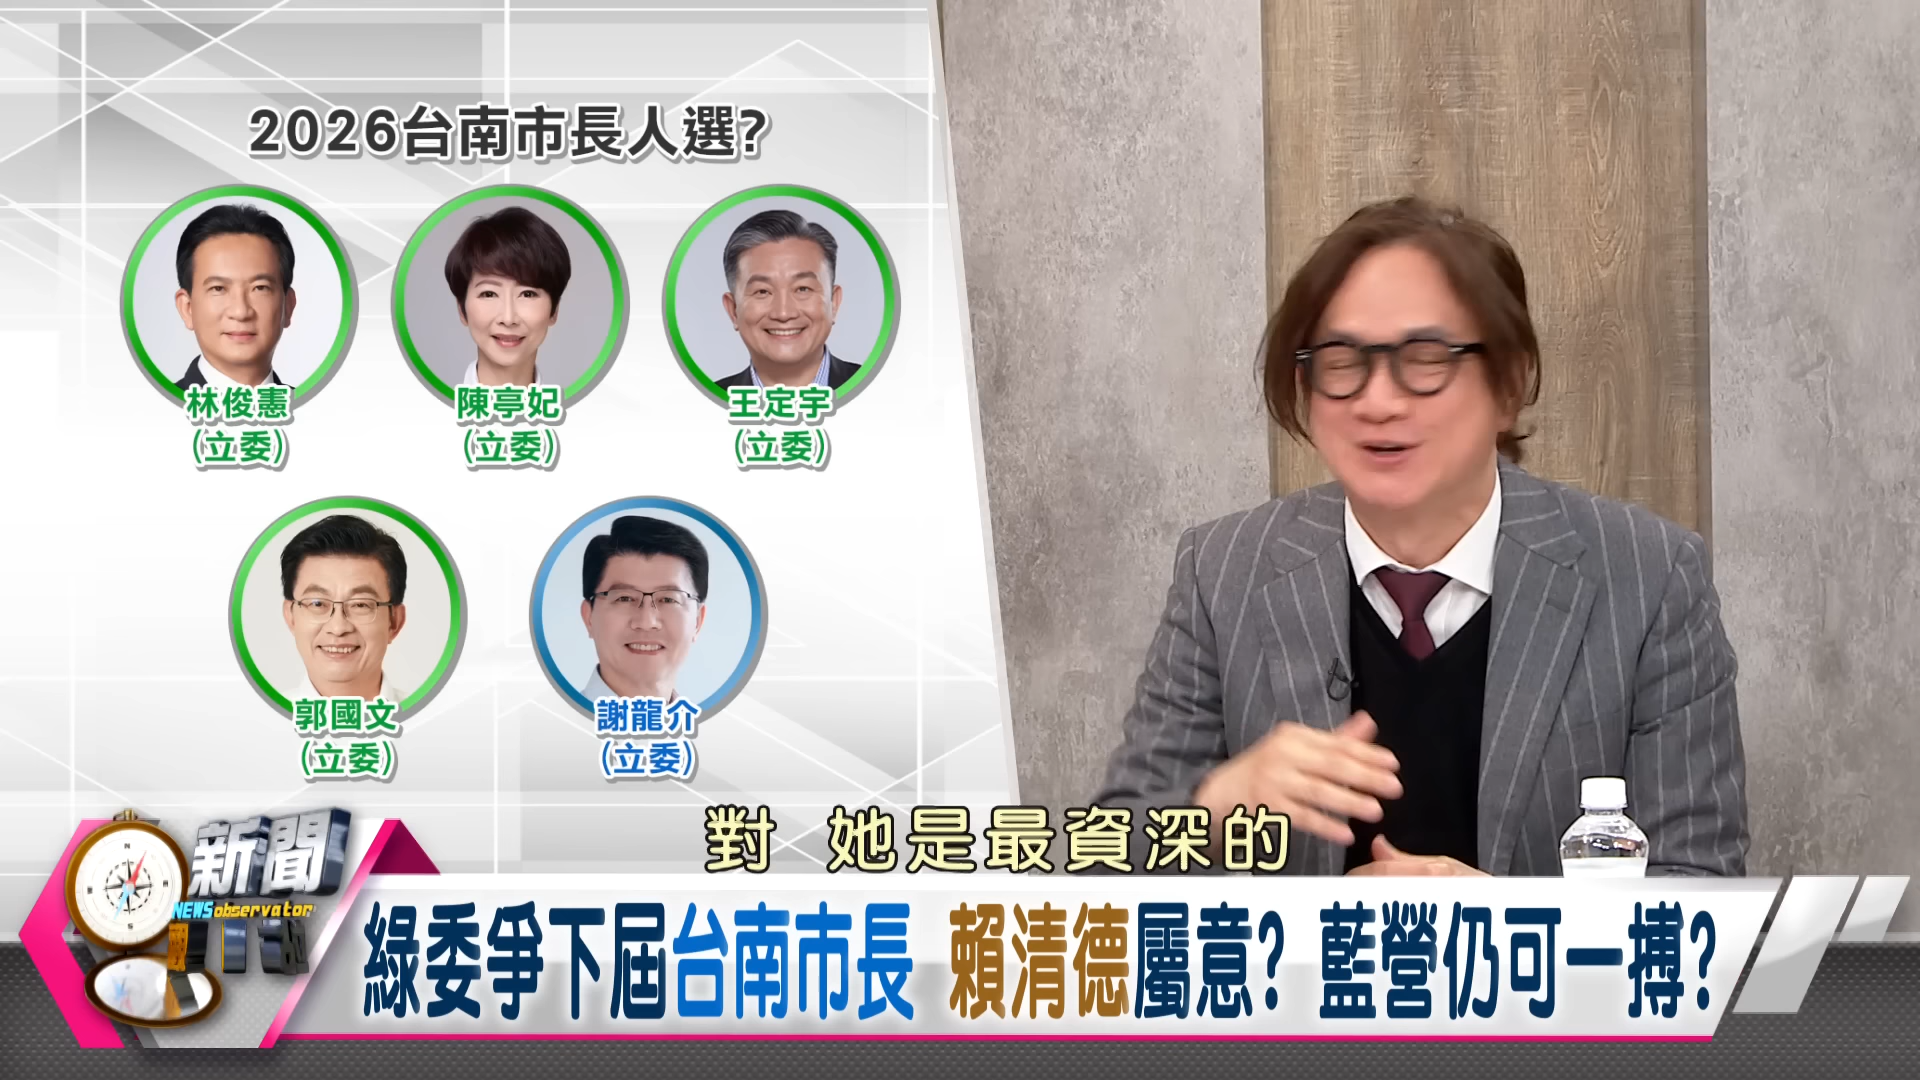 2026台南市長人選?
林俊憲
(立委)
陳亭妃
(立委)
王定宇
(立委)
郭國文
(立委)
謝龍介
(立委)
對 她是最資深的
新聞
NEWSobservator
綠委爭下屆台南市長 賴清德屬意? 藍營仍可一搏?